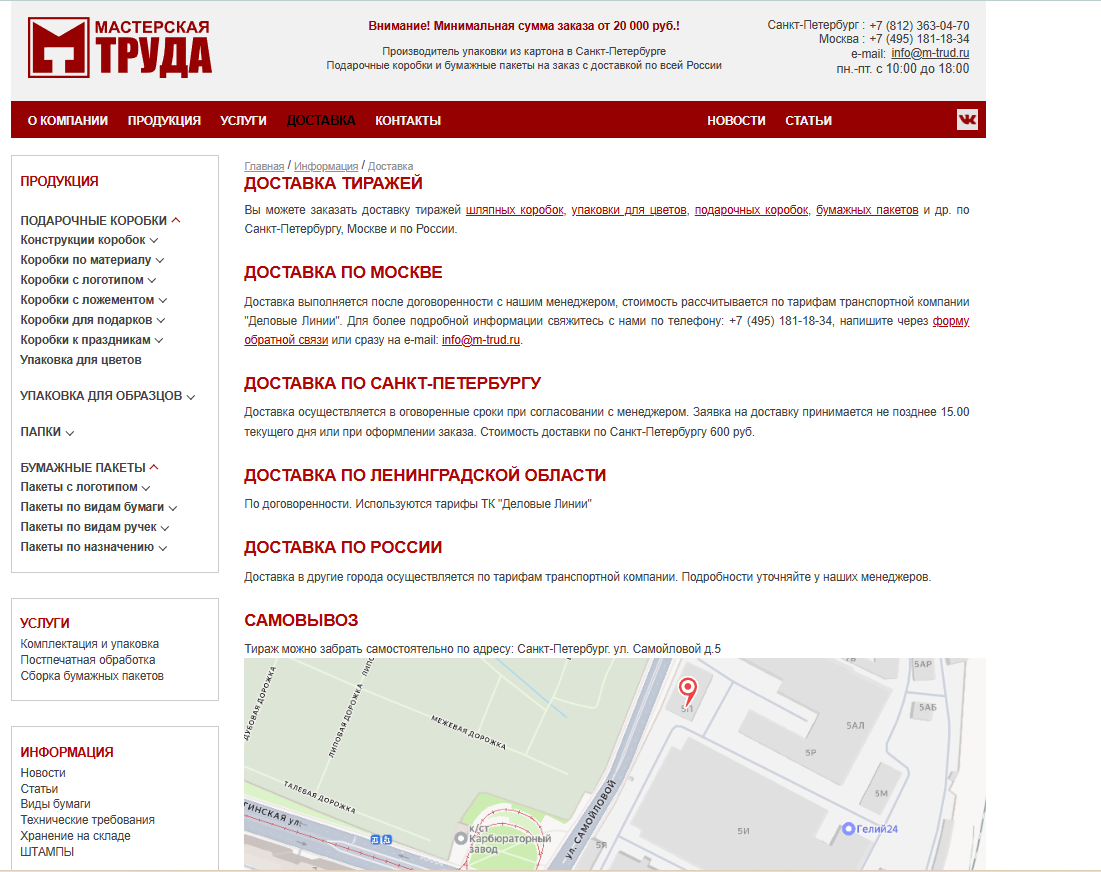 МАСТЕРСКАЯ
ТРУДА
Внимание! Минимальная сумма заказа от 20 000 руб.!
Производитель упаковки из картона в Санкт-Петербурге
Подарочные коробки и бумажные пакеты на заказ с доставкой по всей России
Санкт-Петербург : +7 (812) 363-04-70
Москва : +7 (495) 181-18-34
e-mail: info@m-trud.ru
пн.-пт. с 10:00 до 18:00
О КОМПАНИИ ПРОДУКЦИЯ УСЛУГИ ДОСТАВКА КОНТАКТЫ НОВОСТИ СТАТЬИ
ПРОДУКЦИЯ
ПОДАРОЧНЫЕ КОРОБКИ
Конструкции коробок
Коробки по материалу
Коробки с логотипом
Коробки с ложементом
Коробки для подарков
Коробки к праздникам
Упаковка для цветов
УПАКОВКА ДЛЯ ОБРАЗЦОВ
ПАПКИ
БУМАЖНЫЕ ПАКЕТЫ
Пакеты с логотипом
Пакеты по видам бумаги
Пакеты по видам ручек
Пакеты по назначению
УСЛУГИ
Комплектация и упаковка
Постпечатная обработка
Сборка бумажных пакетов
ИНФОРМАЦИЯ
Новости
Статьи
Виды бумаги
Технические требования
Хранение на складе
ШТАМПЫ
Главная / Информация / Доставка
ДОСТАВКА ТИРАЖЕЙ
Вы можете заказать доставку тиражей шляпных коробок, упаковки для цветов, подарочных коробок, бумажных пакетов и др. по
Санкт-Петербургу, Москве и по России.
ДОСТАВКА ПО МОСКВЕ
Доставка выполняется после договоренности с нашим менеджером, стоимость рассчитывается по тарифам транспортной компании
"Деловые Линии". Для более подробной информации свяжитесь с нами по телефону: +7 (495) 181-18-34, напишите через форму
обратной связи или сразу на e-mail: info@m-trud.ru.
ДОСТАВКА ПО САНКТ-ПЕТЕРБУРГУ
Доставка осуществляется в оговоренные сроки при согласовании с менеджером. Заявка на доставку принимается не позднее 15.00
текущего дня или при оформлении заказа. Стоимость доставки по Санкт-Петербургу 600 руб.
ДОСТАВКА ПО ЛЕНИНГРАДСКОЙ ОБЛАСТИ
По договоренности. Используются тарифы ТК "Деловые Линии"
ДОСТАВКА ПО РОССИИ
Доставка в другие города осуществляется по тарифам транспортной компании. Подробности уточняйте у наших менеджеров.
САМОВЫВОЗ
Тираж можно забрать самостоятельно по адресу: Санкт-Петербург. ул. Самойловой д.5
ДУБОВАЯ ДОРОЖКА
ЛИПОВАЯ ДОРОЖКА
ЛИПО
МЕЖЕВАЯ ДОРОЖКА
ТАЛЕВАЯ ДОРОЖКА
ГИНСКАЯ УЛ.
УЛ. САМОЙЛОВОЙ
к/ст
Карбюраторный
завод
5П
5АР
5АБ
5АЛ
5Р
5М
5И
5Я
Гелий24